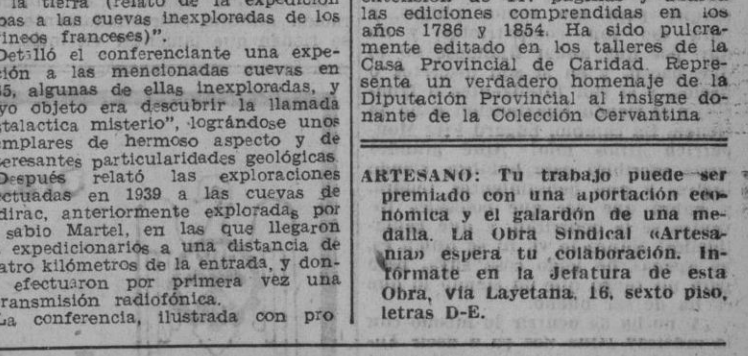 la tierra (relato de la expedición
pas a las cuevas inexploradas de los
ineos franceses)".
Detalló el conferenciante una expe-
ción a las mencionadas cuevas en
35, algunas de ellas inexploradas, y
yo objeto era descubrir la llamada
stalactica misterio", lográndose unos
emplares de hermoso aspecto y de
teresantes particularidades geológicas
Después relató las exploraciones
ectuadas en 1939 a las cuevas de
dirac, anteriormente exploradas por
sabio Martel, en las que llegaron
expedicionarios a una distancia de
atro kilómetros de la entrada, y don-
efectuaron por primera vez una
transmisión radiofónica.
La conferencia, ilustrada con pro
las ediciones comprendidas en los
años 1786 y 1854. Ha sido pulcra-
mente editado en los talleres de la
Casa Provincial de Caridad. Repre-
senta un verdadero homenaje de la
Diputación Provincial al insigne do-
nante de la Colección Cervantina
ARTESANO: Tu trabajo puede ser
premiado con una aportación eco-
nómica y el galardón de una me-
dalla. La Obra Sindical «Artesa-
nía» espera tu colaboración. In-
fórmate en la Jefatura de esta
Obra, Vía Layetana, 16, sexto piso,
letras D-E.